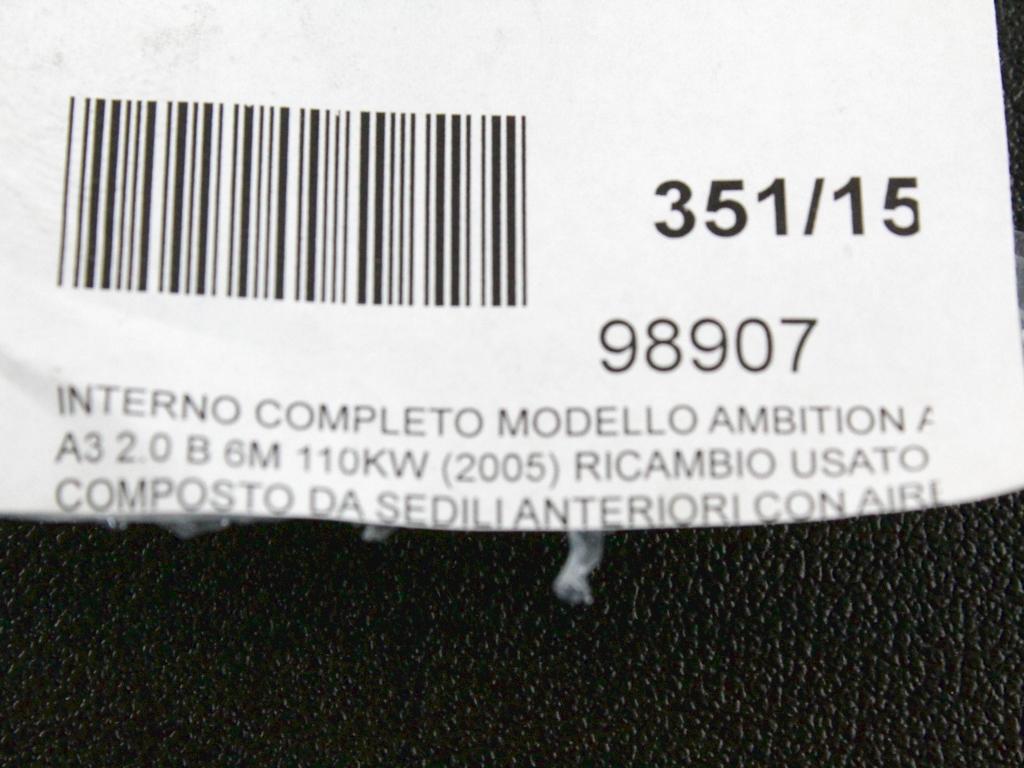 351/15
98907
INTERNO COMPLETO MODELLO AMBITION
A3 2.0 B 6M 110KW (2005) RICAMBIO USATO
COMPOSTO DA SEDILI ANTERIORI CON